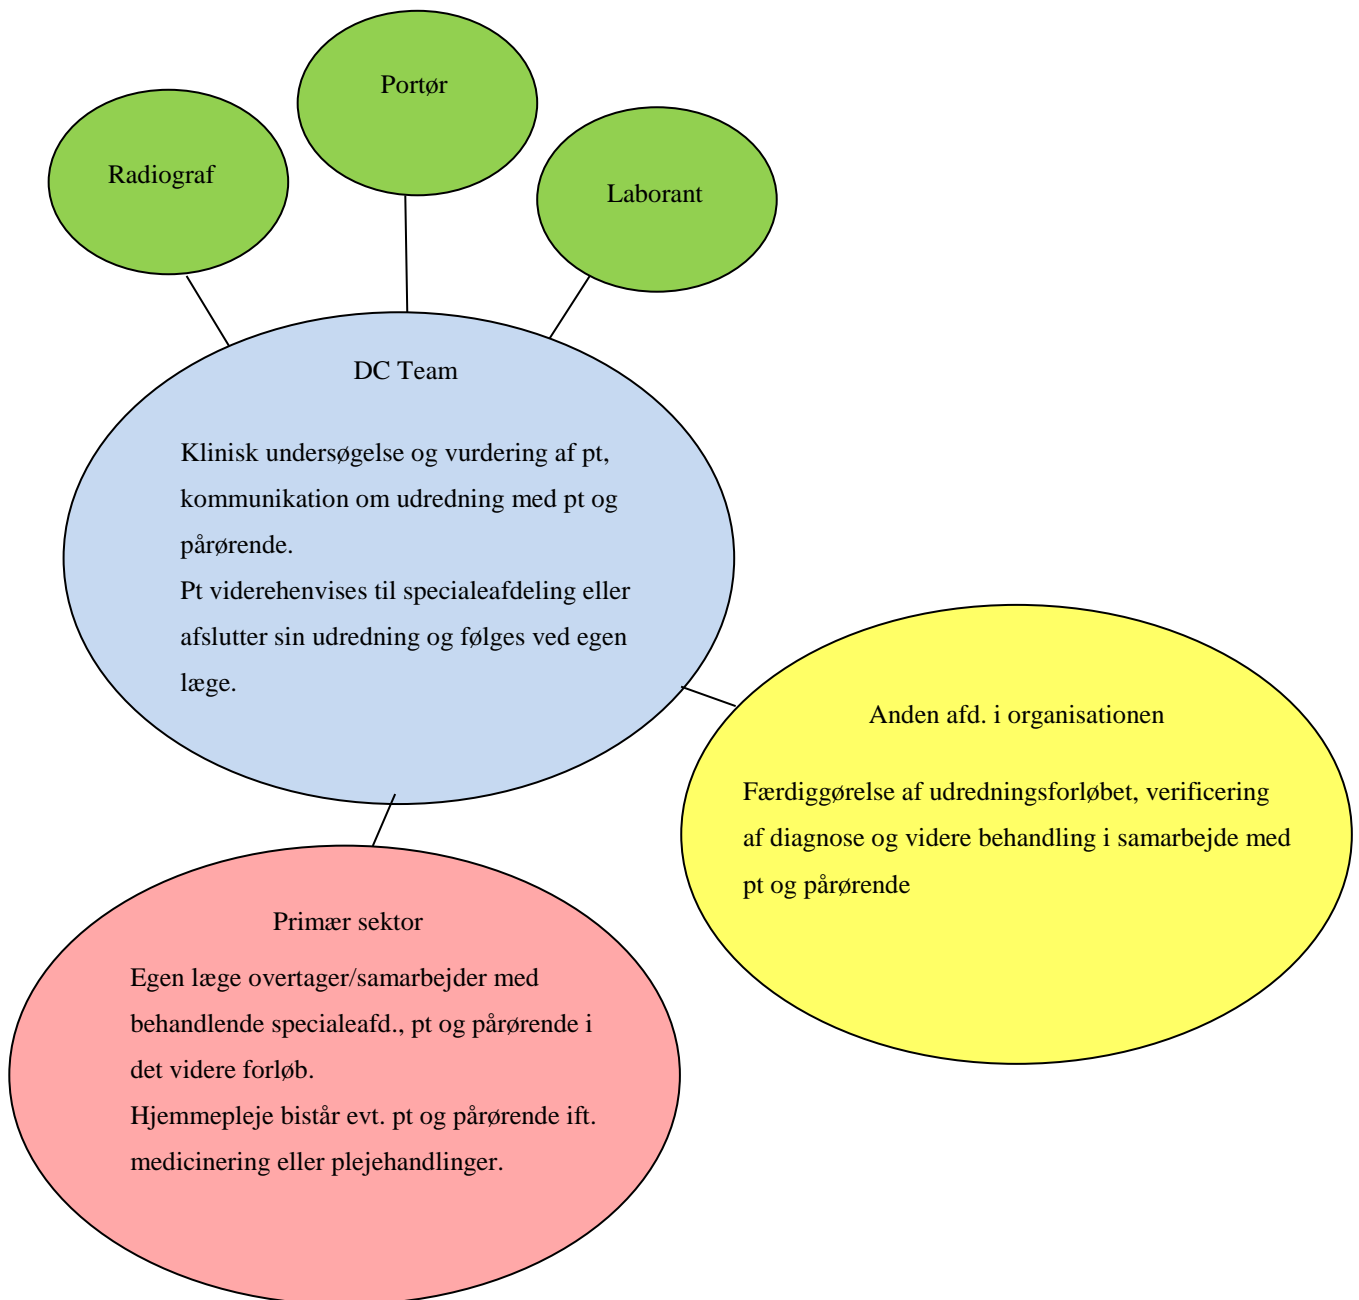 Portør
Radiograf
Laborant
DC Team
Klinisk undersøgelse og vurdering af pt,
kommunikation om udredning med pt og
pårørende.
Pt viderehenvises til specialeafdeling eller
afslutter sin udredning og følges ved egen
læge.
Anden afd. i organisationen
Færdiggørelse af udredningsforløbet, verificering
af diagnose og videre behandling i samarbejde med
pt og pårørende
Primær sektor
Egen læge overtager/samarbejder med
behandlende specialeafd., pt og pårørende i
det videre forløb.
Hjemmepleje bistår evt. pt og pårørende ift.
medicinering eller plejehandlinger.